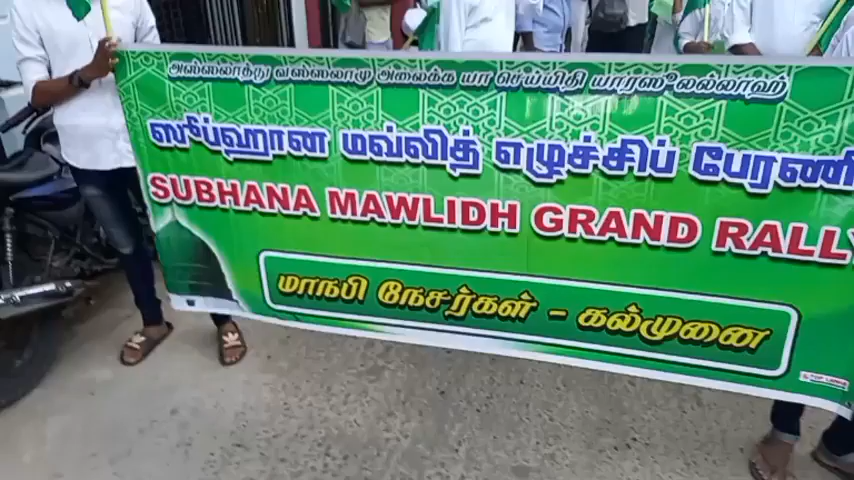 அஸ்ஸலாத்து வஸ்ஸலாமு அலைக்க யா செய்யிதி யாரஸூலல்லாஹ்
ஸுப்ஹான மவ்லித் எழுச்சிப் பேரணி
SUBHANA MAWLIDH GRAND RALLY
மாநபி நேசர்கள் - கல்முனை